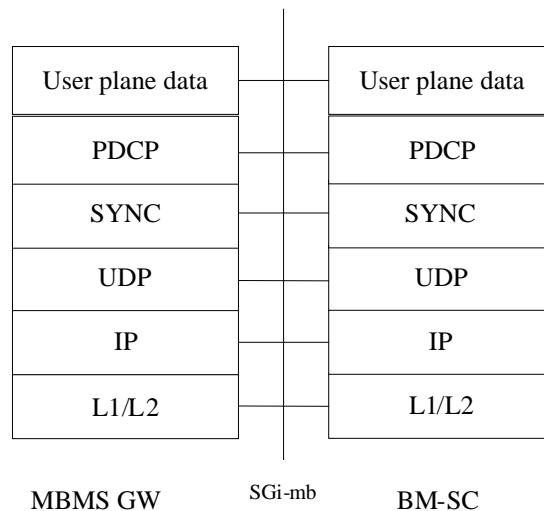 User plane data
User plane data
PDCP
PDCP
SYNC
SYNC
UDP
UDP
IP
IP
L1/L2
L1/L2
MBMS GW
SGi-mb
BM-SC